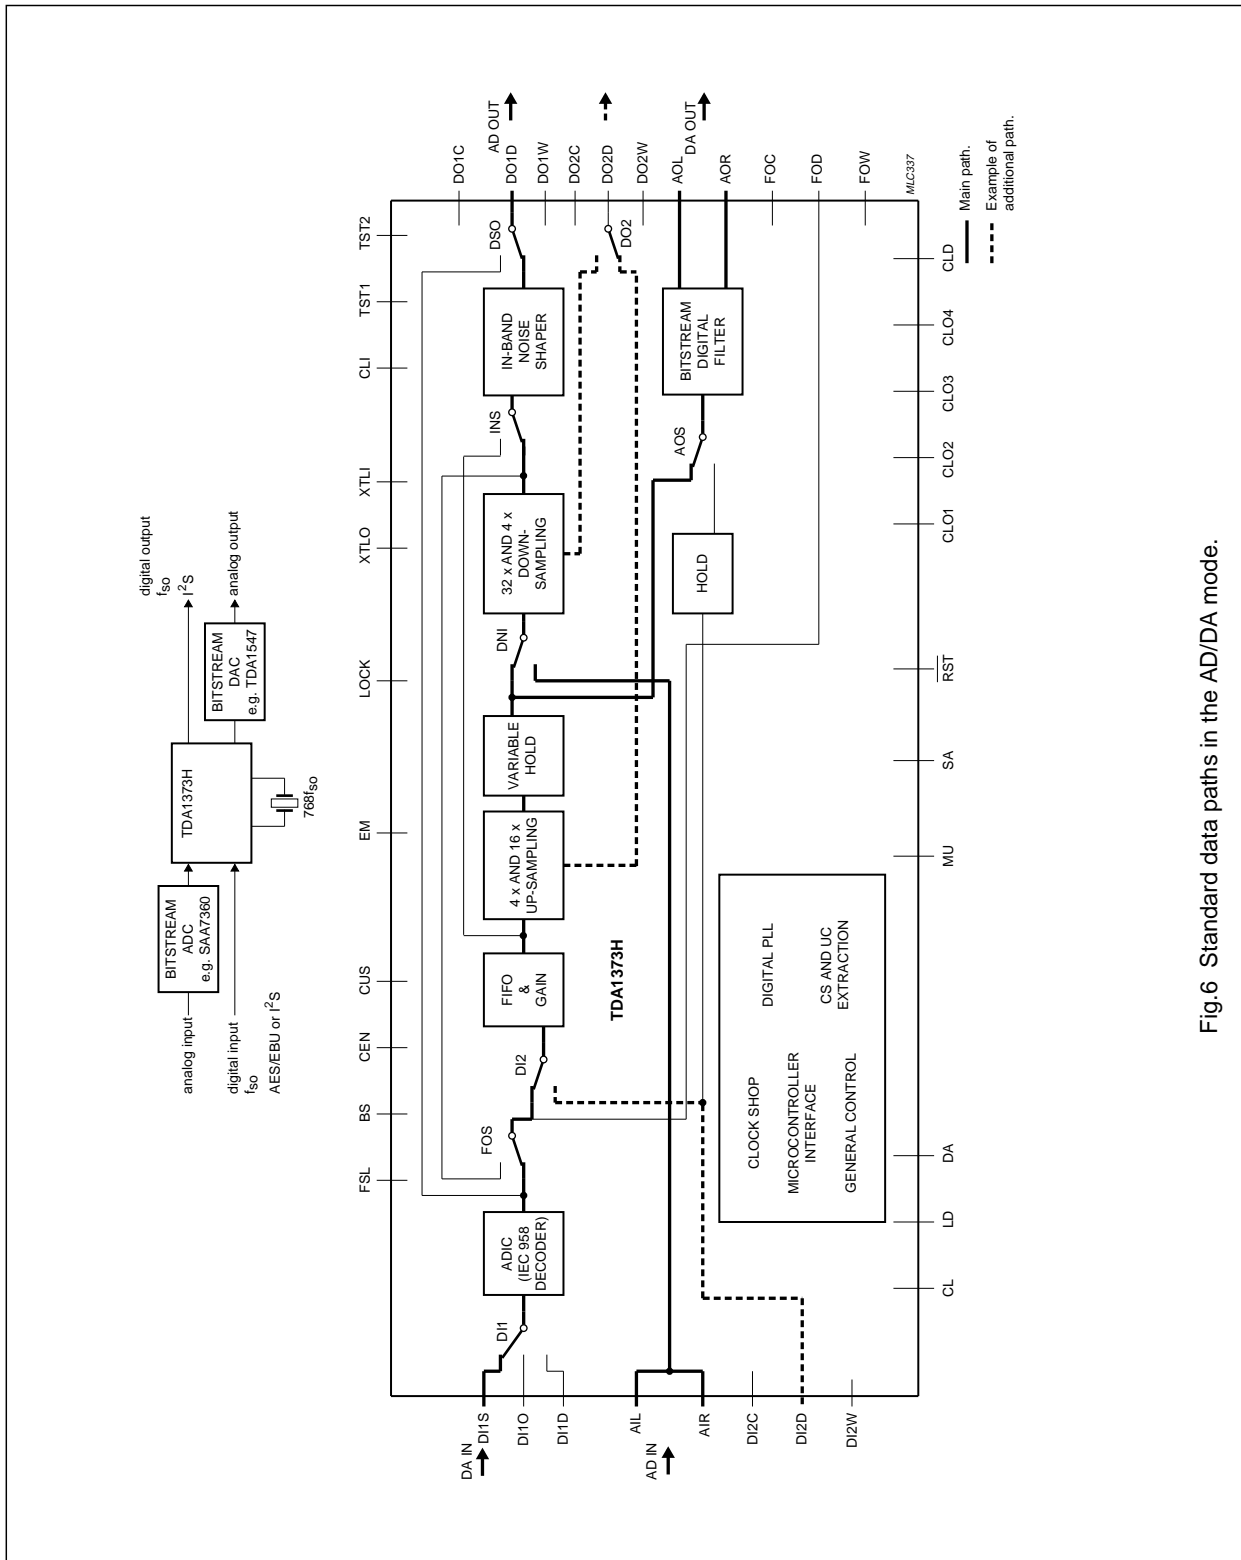 analog input
digital input
fso
AES/EBU or I2S
BITSTREAM
ADC
e.g. SAA7360
TDA1373H
768fso
BITSTREAM
DAC
e.g. TDA1547
digital output
fso
I2S
analog output
FSL
BS
CEN
CUS
EM
LOCK
XTLO
XTLI
CLI
TST1
TST2
DA IN
DI1S
DI1O
DI1D
AD IN
AIL
AIR
DI2C
DI2D
DI2W
DI1
ADIC
(IEC 958
DECODER)
FOS
DI2
FIFO
&
GAIN
4 x AND 16 x
UP-SAMPLING
VARIABLE
HOLD
DNI
32 x AND 4 x
DOWN-
SAMPLING
INS
IN-BAND
NOISE
SHAPER
DSO
DO2
TDA1373H
HOLD
AOS
BITSTREAM
DIGITAL
FILTER
CLOCK SHOP
MICROCONTROLLER
INTERFACE
GENERAL CONTROL
DIGITAL PLL
CS AND UC
EXTRACTION
DO1C
AD OUT
DO1D
DO1W
DO2C
DO2D
DO2W
AOL
DA OUT
AOR
FOC
FOD
FOW
CL
LD
DA
MU
SA
RST
CLO1
CLO2
CLO3
CLO4
CLD
MLC337
Main path.
Example of
additional path.
Fig.6 Standard data paths in the AD/DA mode.